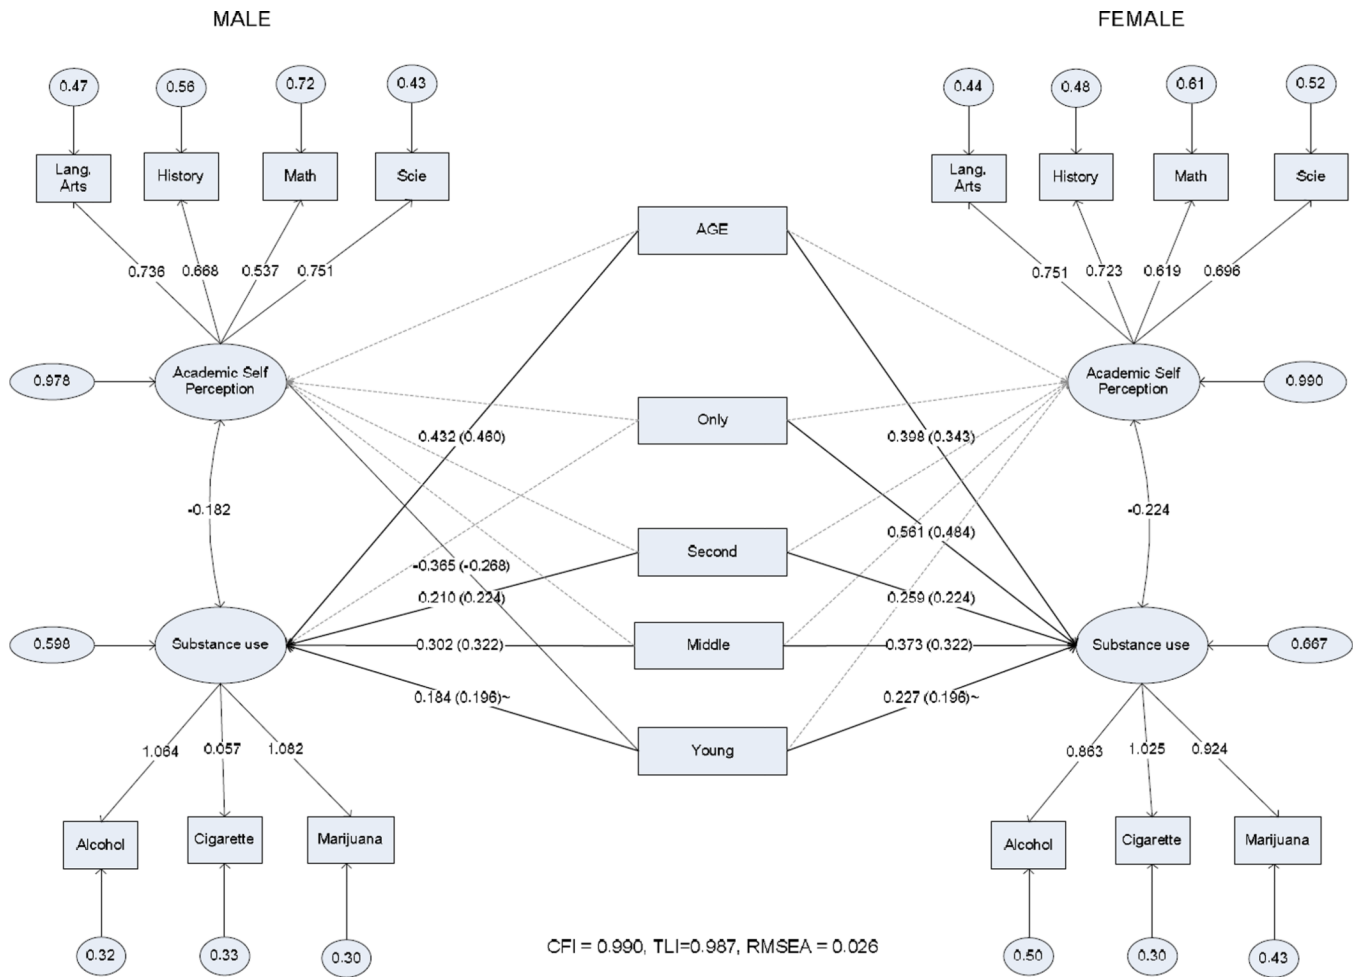 MALE
FEMALE
0.47 0.56 0.72 0.43
0.44 0.48 0.61 0.52
Lang.
Arts
History
Math
Scie
Lang.
Arts
History
Math
Scie
AGE
0.736 0.668 0.537 0.751
0.751 0.723 0.619 0.696
0.978
Academic Self
Perception
Academic Self
Perception
0.990
Only
0.432 (0.460)
0.398 (0.343)
-0.182
-0.224
0.561 (0.484)
Second
-0.365 (-0.268)
0.210 (0.224)
0.259 (0.224)
0.598
Substance use
0.302 (0.322)
Middle
0.373 (0.322)
Substance use
0.667
0.184 (0.196)~
0.227 (0.196)~
Young
1.064 0.057 1.082
0.863 1.025 0.924
Alcohol
Cigarette
Marijuana
Alcohol
Cigarette
Marijuana
0.32 0.33 0.30
CFI = 0.990, TLI=0.987, RMSEA = 0.026
0.50 0.30 0.43